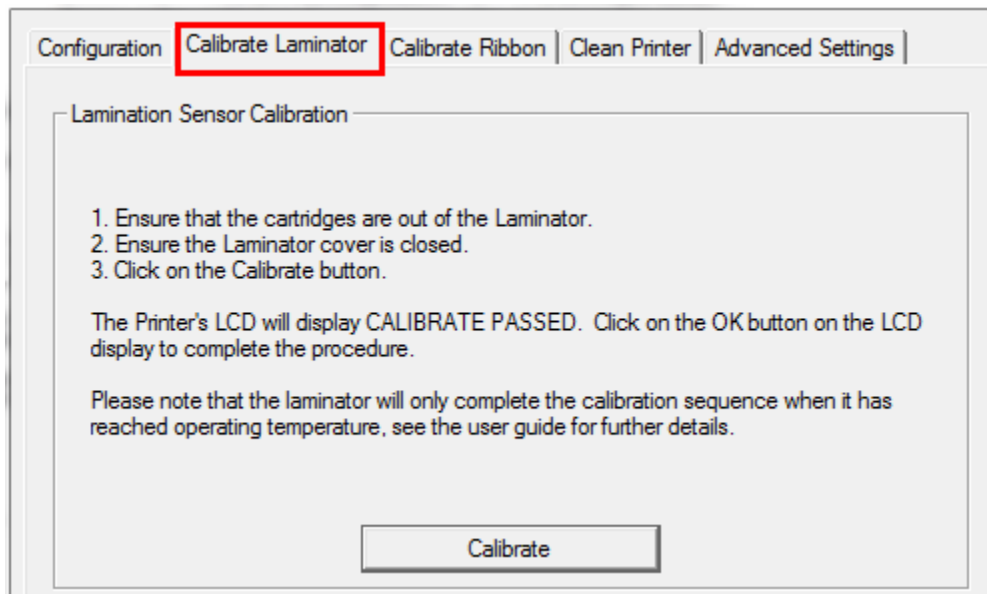 Configuration Calibrate Laminator Calibrate Ribbon Clean Printer Advanced Settings
Lamination Sensor Calibration
1. Ensure that the cartridges are out of the Laminator.
2. Ensure the Laminator cover is closed.
3. Click on the Calibrate button.
The Printer's LCD will display CALIBRATE PASSED. Click on the OK button on the LCD
display to complete the procedure.
Please note that the laminator will only complete the calibration sequence when it has
reached operating temperature, see the user guide for further details.
Calibrate